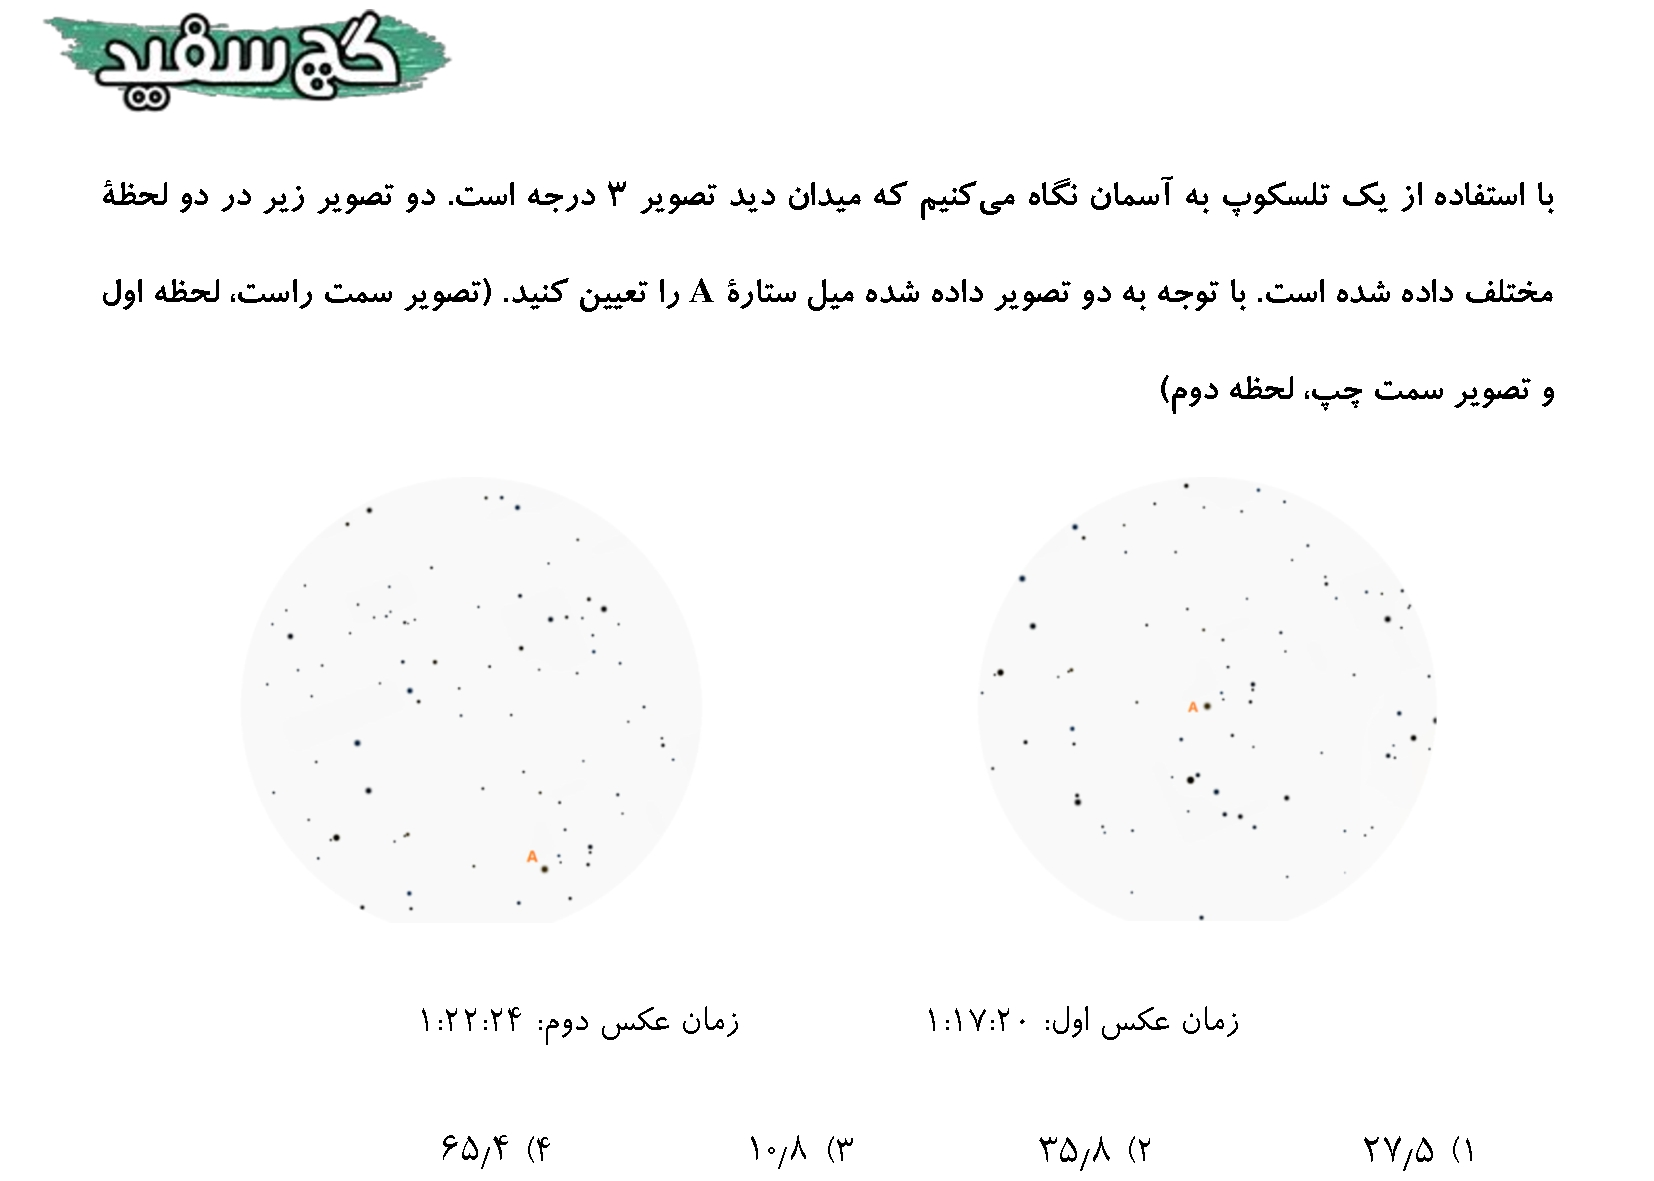 گچ سفید
با استفاده از یک تلسکوپ به آسمان نگاه می‌کنیم که میدان دید تصویر ۳ درجه است. دو تصویر زیر در دو لحظهٔ
مختلف داده شده است. با توجه به دو تصویر داده شده میل ستارهٔ A را تعیین کنید. (تصویر سمت راست، لحظه اول
و تصویر سمت چپ، لحظه دوم)
A
A
زمان عکس اول: ۱:۱۷:۲۰
زمان عکس دوم: ۱:۲۲:۲۴
۱) ۲۷٫۵
۲) ۳۵٫۸
۳) ۱۰٫۸
۴) ۶۵٫۴